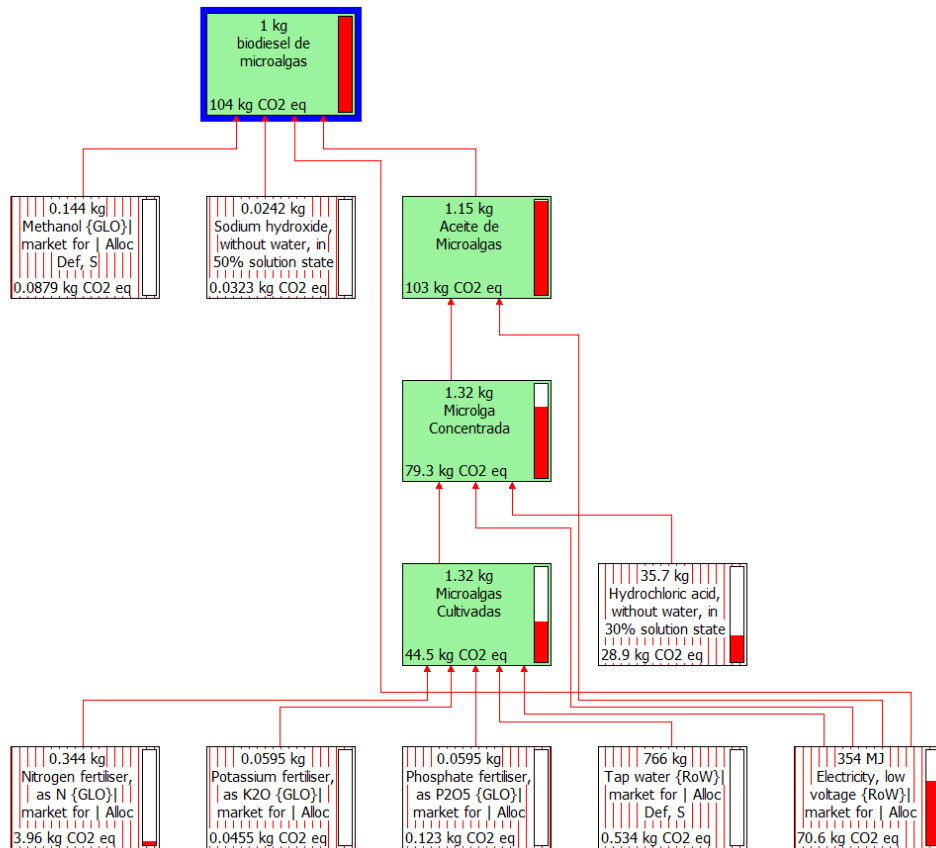 1 kg
biodiesel de
microalgas
104 kg CO2 eq
0.144 kg
Methanol {GLO}|
market for | Alloc
Def, S
0.0879 kg CO2 eq
0.0242 kg
Sodium hydroxide,
without water, in
50% solution state
0.0323 kg CO2 eq
1.15 kg
Aceite de
Microalgas
103 kg CO2 eq
1.32 kg
Microlga
Concentrada
79.3 kg CO2 eq
1.32 kg
Microalgas
Cultivadas
44.5 kg CO2 eq
35.7 kg
Hydrochloric acid,
without water, in
30% solution state
28.9 kg CO2 eq
0.344 kg
Nitrogen fertiliser,
as N {GLO}|
market for | Alloc
3.96 kg CO2 eq
0.0595 kg
Potassium fertiliser,
as K2O {GLO}|
market for | Alloc
0.0455 kg CO2 eq
0.0595 kg
Phosphate fertiliser,
as P2O5 {GLO}|
market for | Alloc
0.123 kg CO2 eq
766 kg
Tap water {RoW}|
market for | Alloc
Def, S
0.534 kg CO2 eq
354 MJ
Electricity, low
voltage {RoW}|
market for | Alloc
70.6 kg CO2 eq